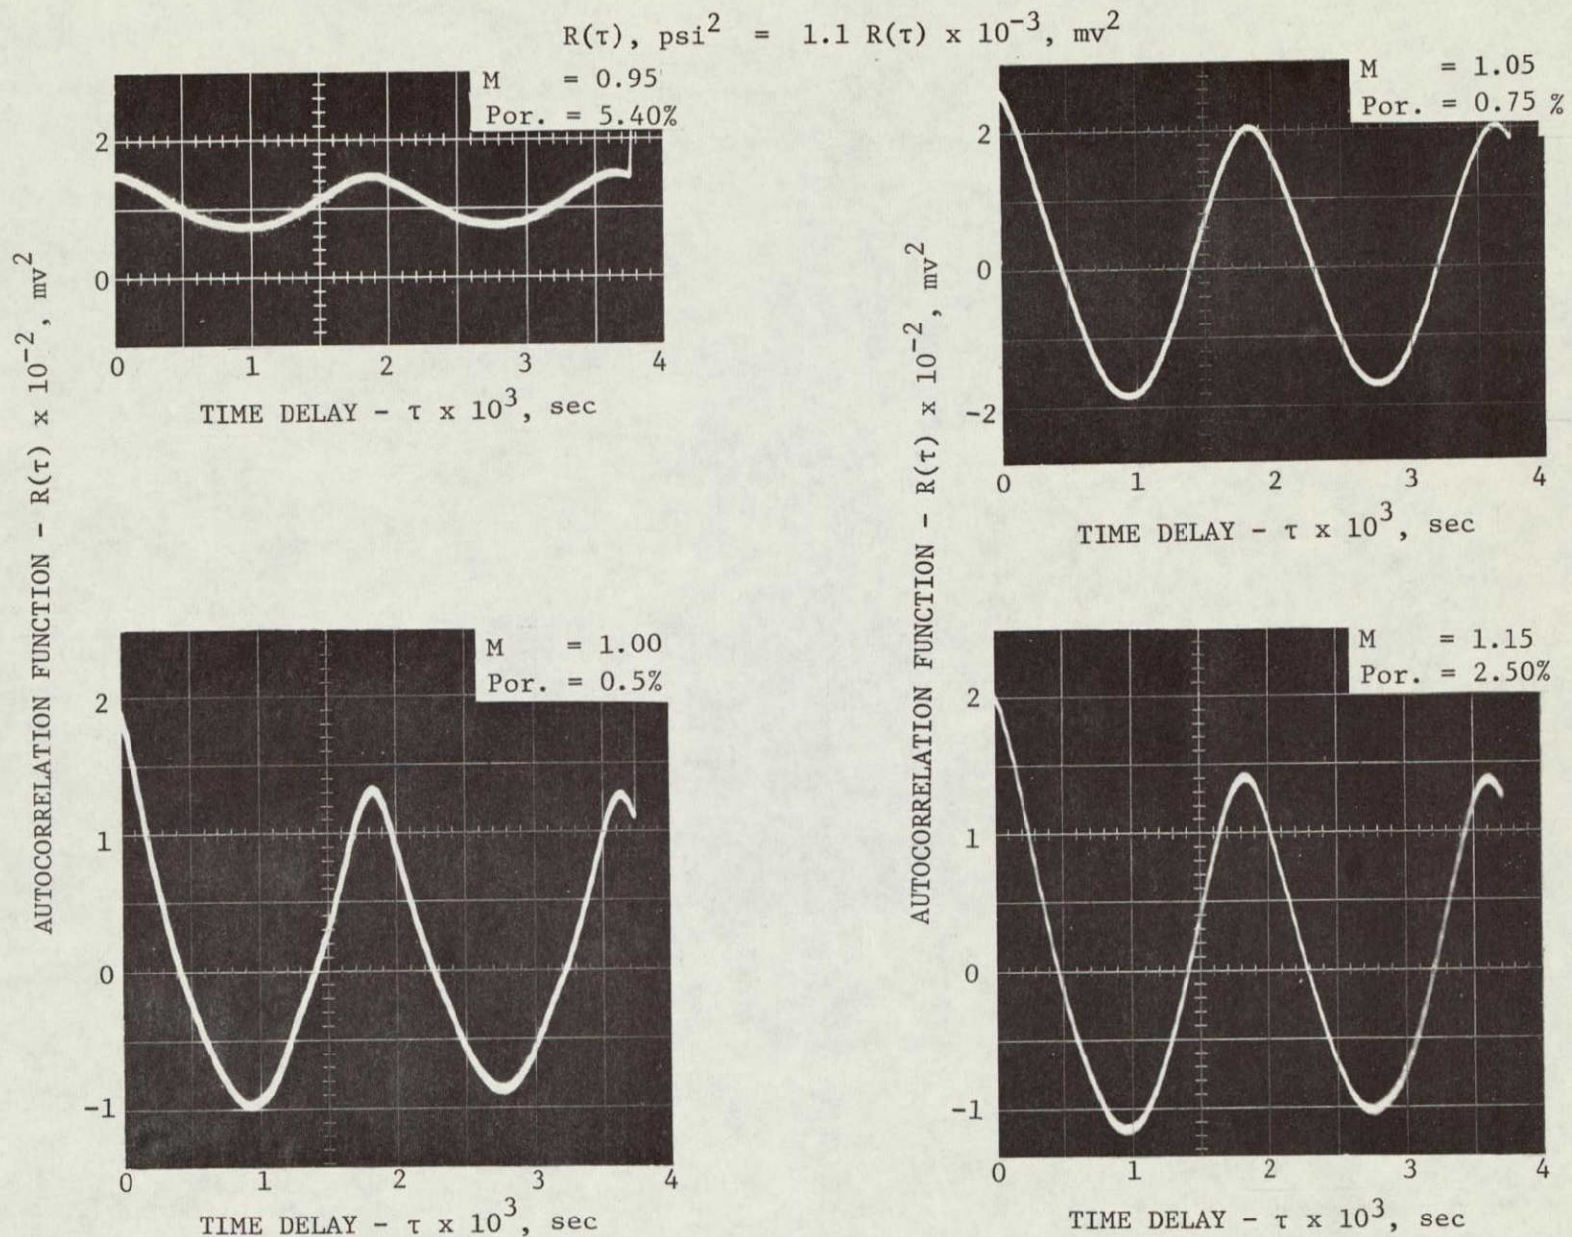 R(τ), psi² = 1.1 R(τ) x 10⁻³, mv²
AUTOCORRELATION FUNCTION - R(τ) x 10⁻², mv²
M = 0.95
Por. = 5.40%
2
0
0 1 2 3 4
TIME DELAY - τ x 10³, sec
M = 1.00
Por. = 0.5%
2
1
0
-1
0 1 2 3 4
TIME DELAY - τ x 10³, sec
AUTOCORRELATION FUNCTION - R(τ) x 10⁻², mv²
M = 1.05
Por. = 0.75 %
2
0
-2
0 1 2 3 4
TIME DELAY - τ x 10³, sec
M = 1.15
Por. = 2.50%
2
1
0
-1
0 1 2 3 4
TIME DELAY - τ x 10³, sec